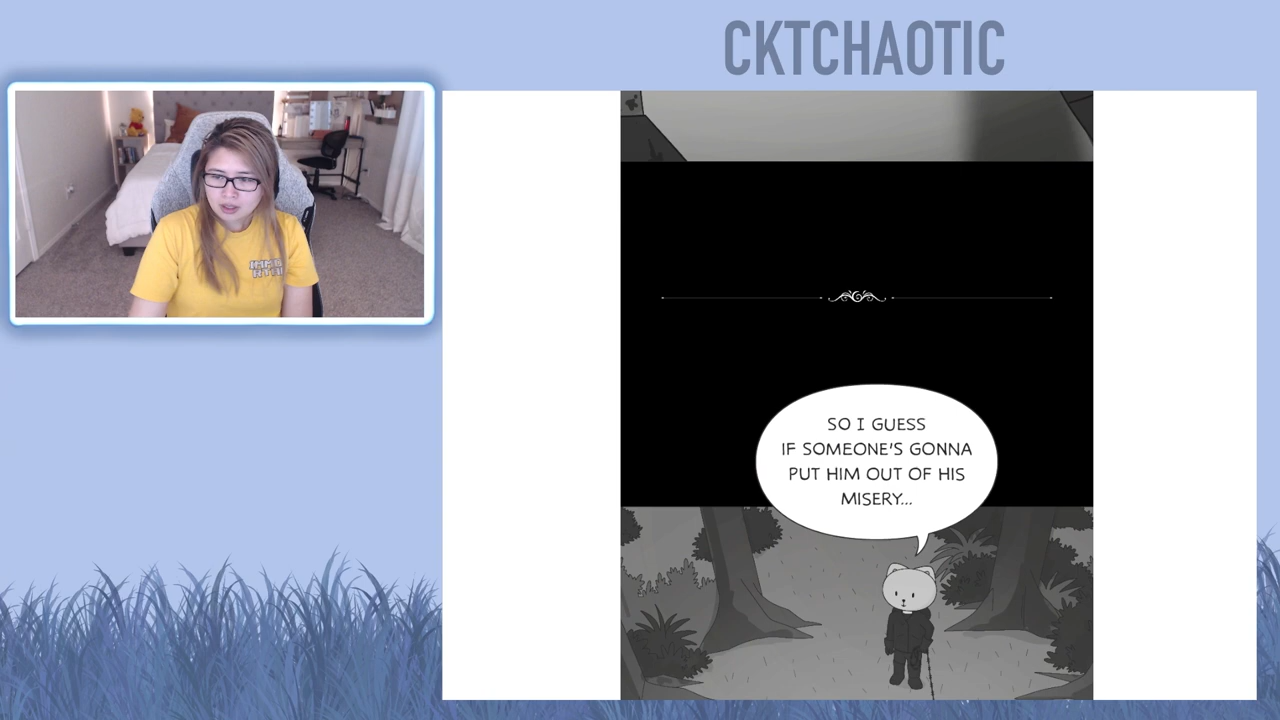 CKTCHAOTIC
SO I GUESS
IF SOMEONE'S GONNA
PUT HIM OUT OF HIS
MISERY...